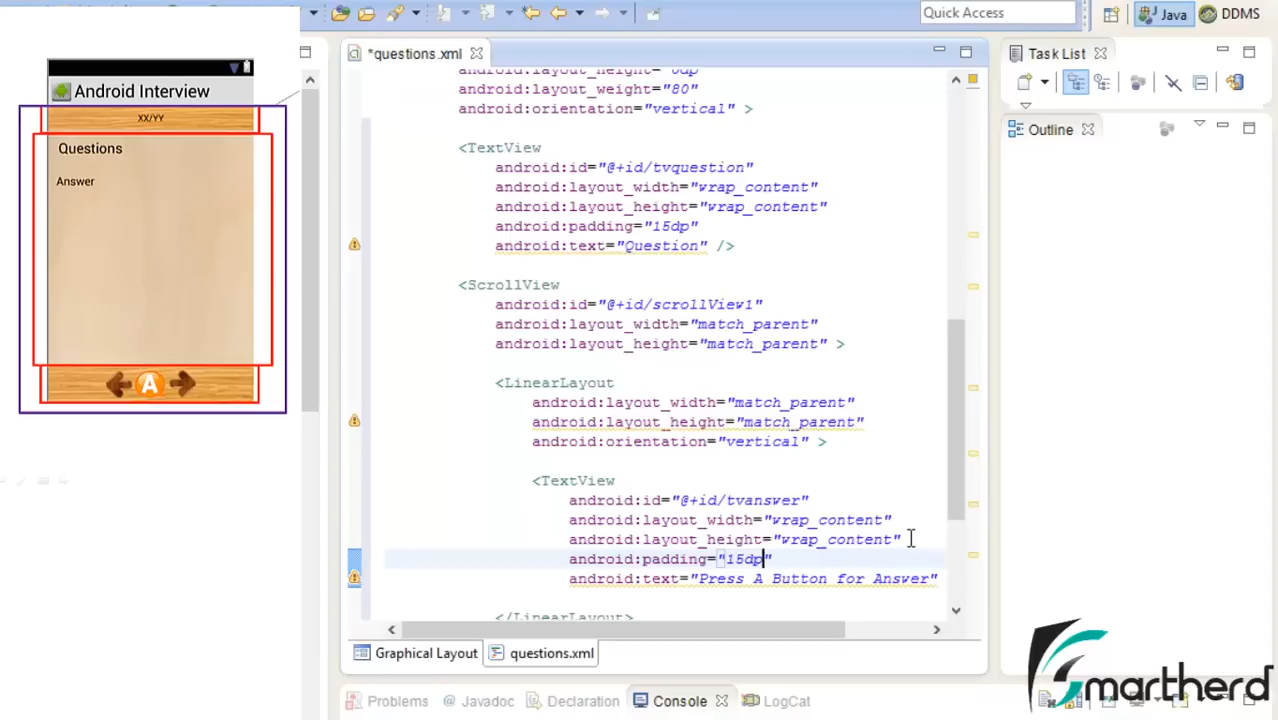 Quick Access
Java
DDMS
*questions.xml
Task List
Android Interview
XX/YY
Questions
Answer
A
android:layout_height="0dp"
android:layout_weight="80"
android:orientation="vertical" >
<TextView
android:id="@+id/tvquestion"
android:layout_width="wrap_content"
android:layout_height="wrap_content"
android:padding="15dp"
android:text="Question" />
<ScrollView
android:id="@+id/scrollView1"
android:layout_width="match_parent"
android:layout_height="match_parent" >
<LinearLayout
android:layout_width="match_parent"
android:layout_height="match_parent"
android:orientation="vertical" >
<TextView
android:id="@+id/tvanswer"
android:layout_width="wrap_content"
android:layout_height="wrap_content"
android:padding="15dp"
android:text="Press A Button for Answer"
</LinearLayout>
Outline
Graphical Layout
questions.xml
Problems
@ Javadoc
Declaration
Console
LogCat
Smartherd